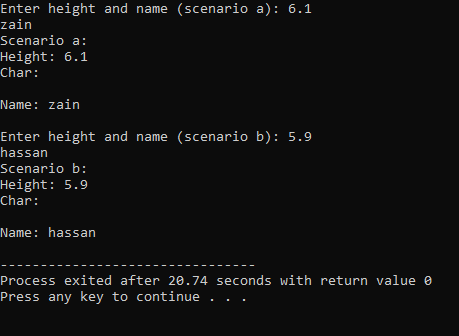 Enter height and name (scenario a): 6.1
zain
Scenario a:
Height: 6.1
Char:
Name: zain
Enter height and name (scenario b): 5.9
hassan
Scenario b:
Height: 5.9
Char:
Name: hassan
--------------------------------
Process exited after 20.74 seconds with return value 0
Press any key to continue . . .